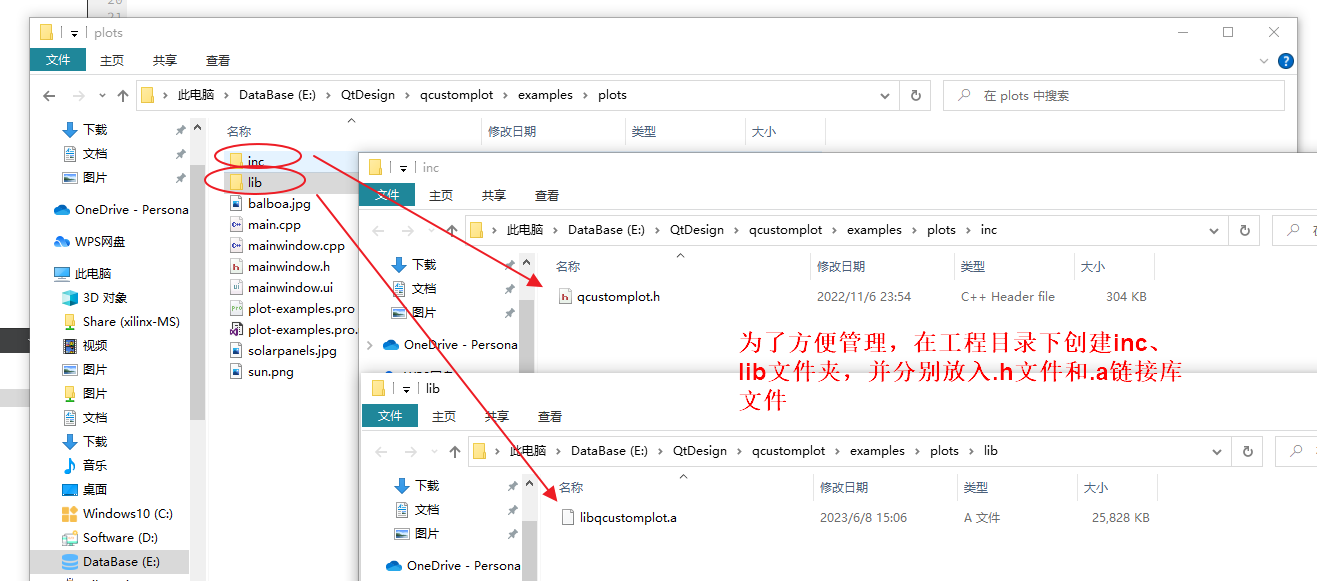 20
21
plots
文件 主页 共享 查看
此电脑 DataBase (E:) QtDesign qcustomplot examples plots
在 plots 中搜索
下载
文档
图片
OneDrive - Persona
WPS网盘
此电脑
3D 对象
Share (xilinx-MS)
视频
图片
图片
文档
下载
音乐
桌面
Windows10 (C:)
Software (D:)
DataBase (E:)
名称 修改日期 类型 大小
inc
lib
balboa.jpg
main.cpp
mainwindow.cpp
mainwindow.h
mainwindow.ui
plot-examples.pro
plot-examples.pro.
solarpanels.jpg
sun.png
inc
文件 主页 共享 查看
此电脑 DataBase (E:) QtDesign qcustomplot examples plots inc
下载
文档
图片
OneDrive - Persona
名称 修改日期 类型 大小
qcustomplot.h 2022/11/6 23:54 C++ Header file 304 KB
为了方便管理，在工程目录下创建inc、
lib文件夹，并分别放入.h文件和.a链接库
文件
lib
文件 主页 共享 查看
此电脑 DataBase (E:) QtDesign qcustomplot examples plots lib
下载
文档
图片
OneDrive - Persona
名称 修改日期 类型 大小
libqcustomplot.a 2023/6/8 15:06 A 文件 25,828 KB